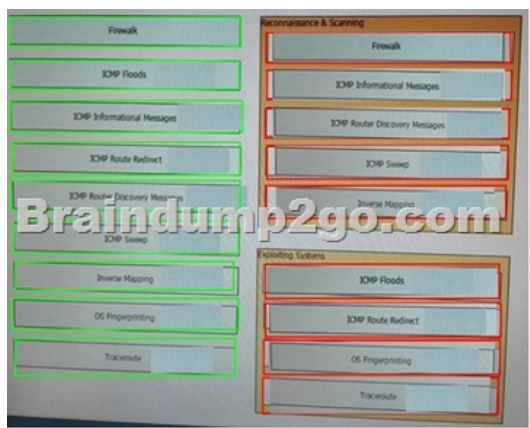 Firewalk
ICMP Floods
ICMP Informational Messages
ICMP Route Redirect
ICMP Router Discovery Messages
ICMP Sweep
Inverse Mapping
OS Fingerprinting
Traceroute
Reconnaissance & Scanning
Firewalk
ICMP Informational Messages
ICMP Router Discovery Messages
ICMP Sweep
Inverse Mapping
Exploiting Systems
ICMP Floods
ICMP Route Redirect
OS Fingerprinting
Traceroute
Braindump2go.com